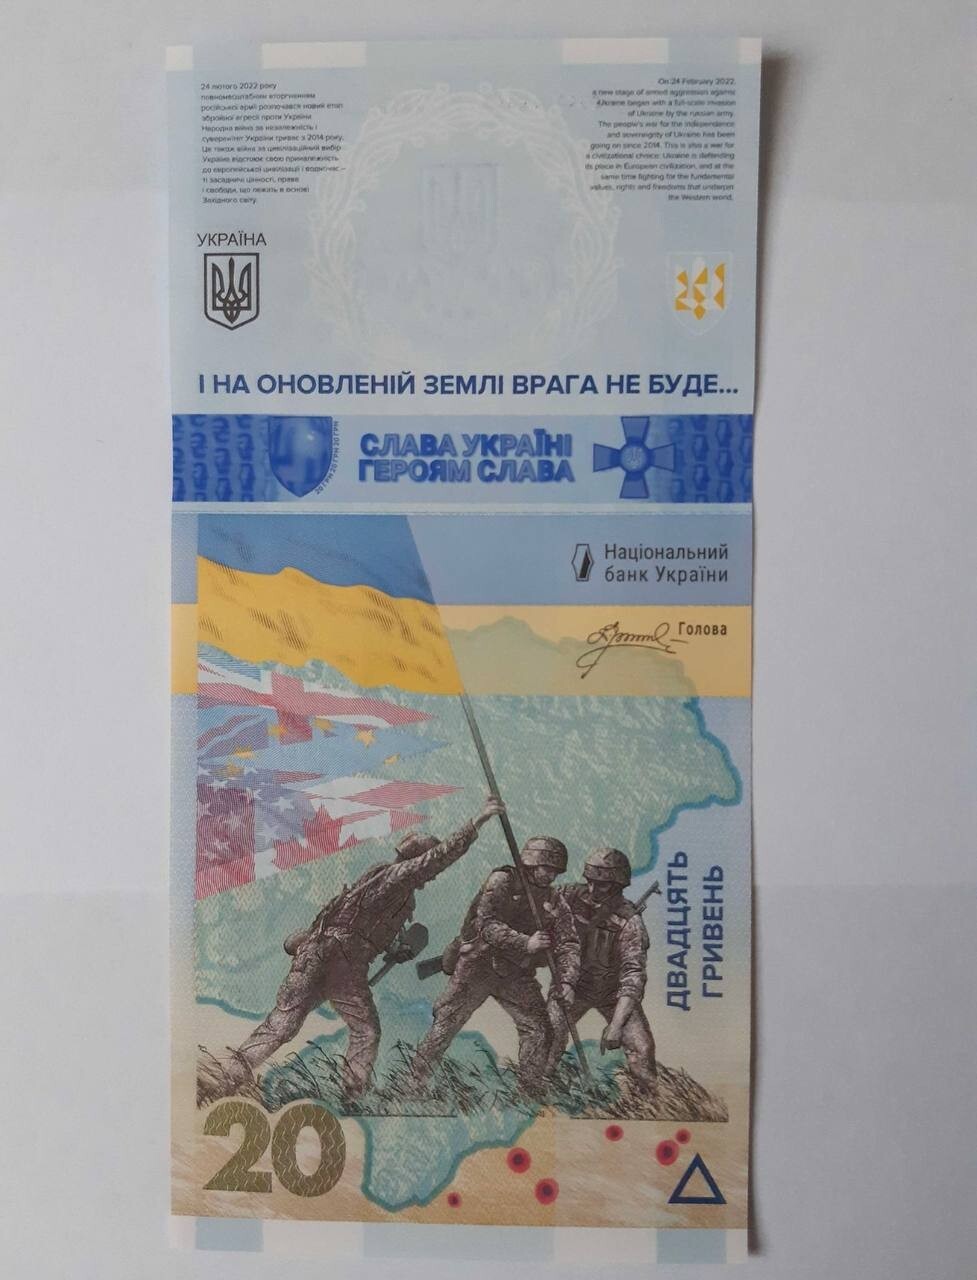 24 лютого 2022 року
повномасштабним вторгненням
російської армії розпочався новий етап
збройної агресії проти України
Народна війна за незалежність і
суверенітет України триває з 2014 року.
Це також війна за цивілізаційний вибір
Україна відстоює свою приналежність
до європейської цивілізації і водночас –
ті засадничі цінності, права
і свободи, що лежать в основі
Західного світу.
On 24 February 2022,
a new stage of armed aggression against
Ukraine began with a full-scale invasion
of Ukraine by the russian army.
The people's war for the independence
and sovereignty of Ukraine has been
going on since 2014. This is also a war for
a civilizational choice: Ukraine is defending
its place in European civilization, and at the
same time fighting for the fundamental
values, rights and freedoms that underpin
the Western world.
УКРАЇНА
І НА ОНОВЛЕНІЙ ЗЕМЛІ ВРАГА НЕ БУДЕ...
СЛАВА УКРАЇНІ
ГЕРОЯМ СЛАВА
20 ГРН 20 ГРН 20 ГРН
Національний
банк України
Голова
ДВАДЦЯТЬ
ГРИВЕНЬ
20